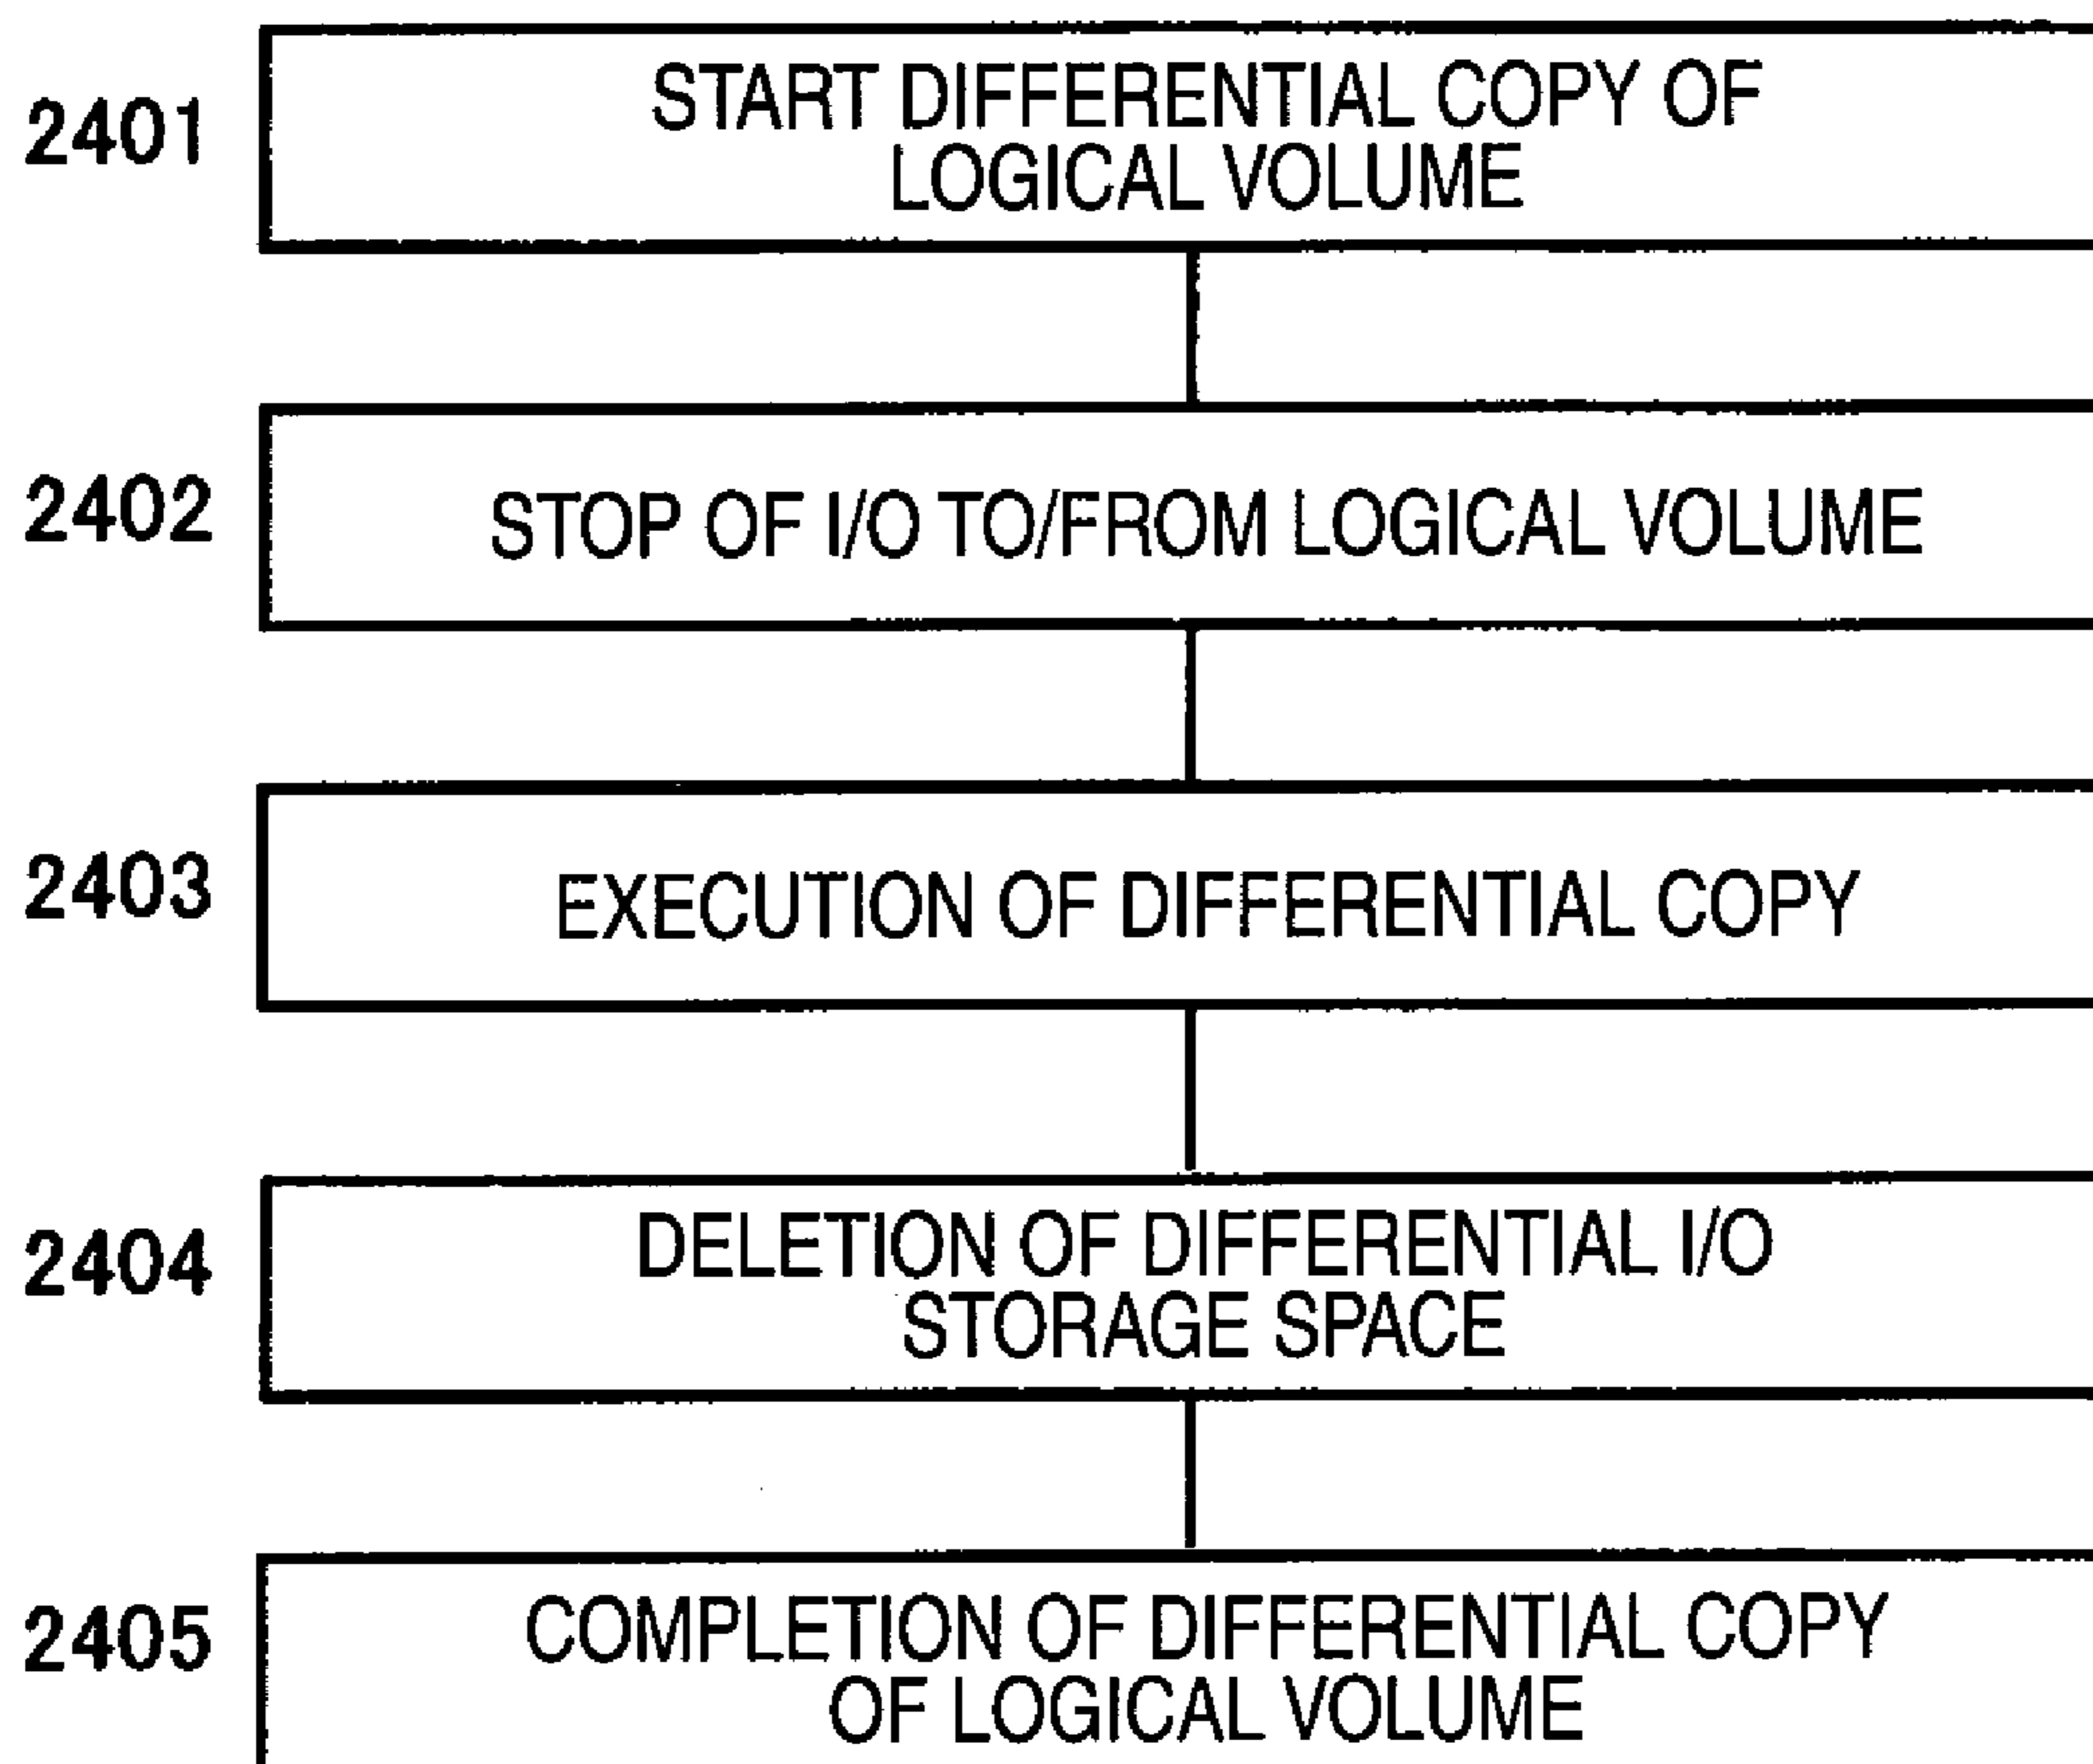 2401
START DIFFERENTIAL COPY OF
LOGICAL VOLUME
2402
STOP OF I/O TO/FROM LOGICAL VOLUME
2403
EXECUTION OF DIFFERENTIAL COPY
2404
DELETION OF DIFFERENTIAL I/O
STORAGE SPACE
2405
COMPLETION OF DIFFERENTIAL COPY
OF LOGICAL VOLUME